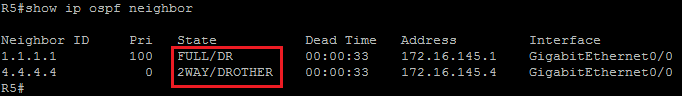 R5#show ip ospf neighbor
Neighbor ID     Pri   State           Dead Time   Address         Interface
1.1.1.1         100   FULL/DR         00:00:33    172.16.145.1    GigabitEthernet0/0
4.4.4.4           0   2WAY/DROTHER    00:00:33    172.16.145.4    GigabitEthernet0/0
R5#